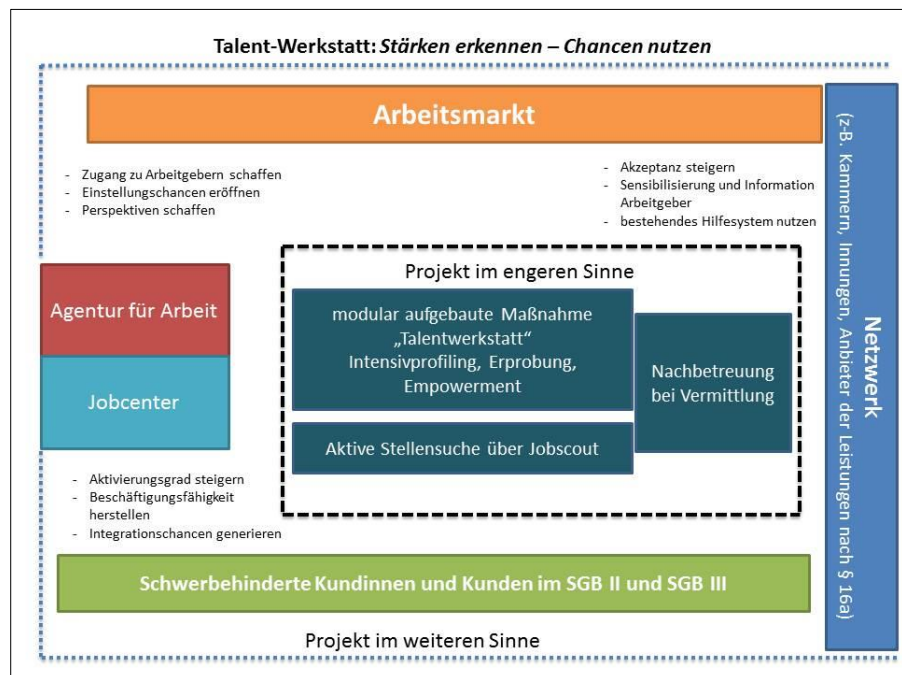 Talent-Werkstatt: Stärken erkennen – Chancen nutzen
Arbeitsmarkt
- Zugang zu Arbeitgebern schaffen
- Einstellungschancen eröffnen
- Perspektiven schaffen
- Akzeptanz steigern
- Sensibilisierung und Information
Arbeitgeber
- bestehendes Hilfesystem nutzen
Agentur für Arbeit
Jobcenter
Projekt im engeren Sinne
modular aufgebaute Maßnahme
„Talentwerkstatt“
Intensivprofiling, Erprobung,
Empowerment
Aktive Stellensuche über Jobscout
Nachbetreuung
bei Vermittlung
- Aktivierungsgrad steigern
- Beschäftigungsfähigkeit
herstellen
- Integrationschancen generieren
Schwerbehinderte Kundinnen und Kunden im SGB II und SGB III
Projekt im weiteren Sinne
Netzwerk
(z-B. Kammern, Innungen, Anbieter der Leistungen nach § 16a)